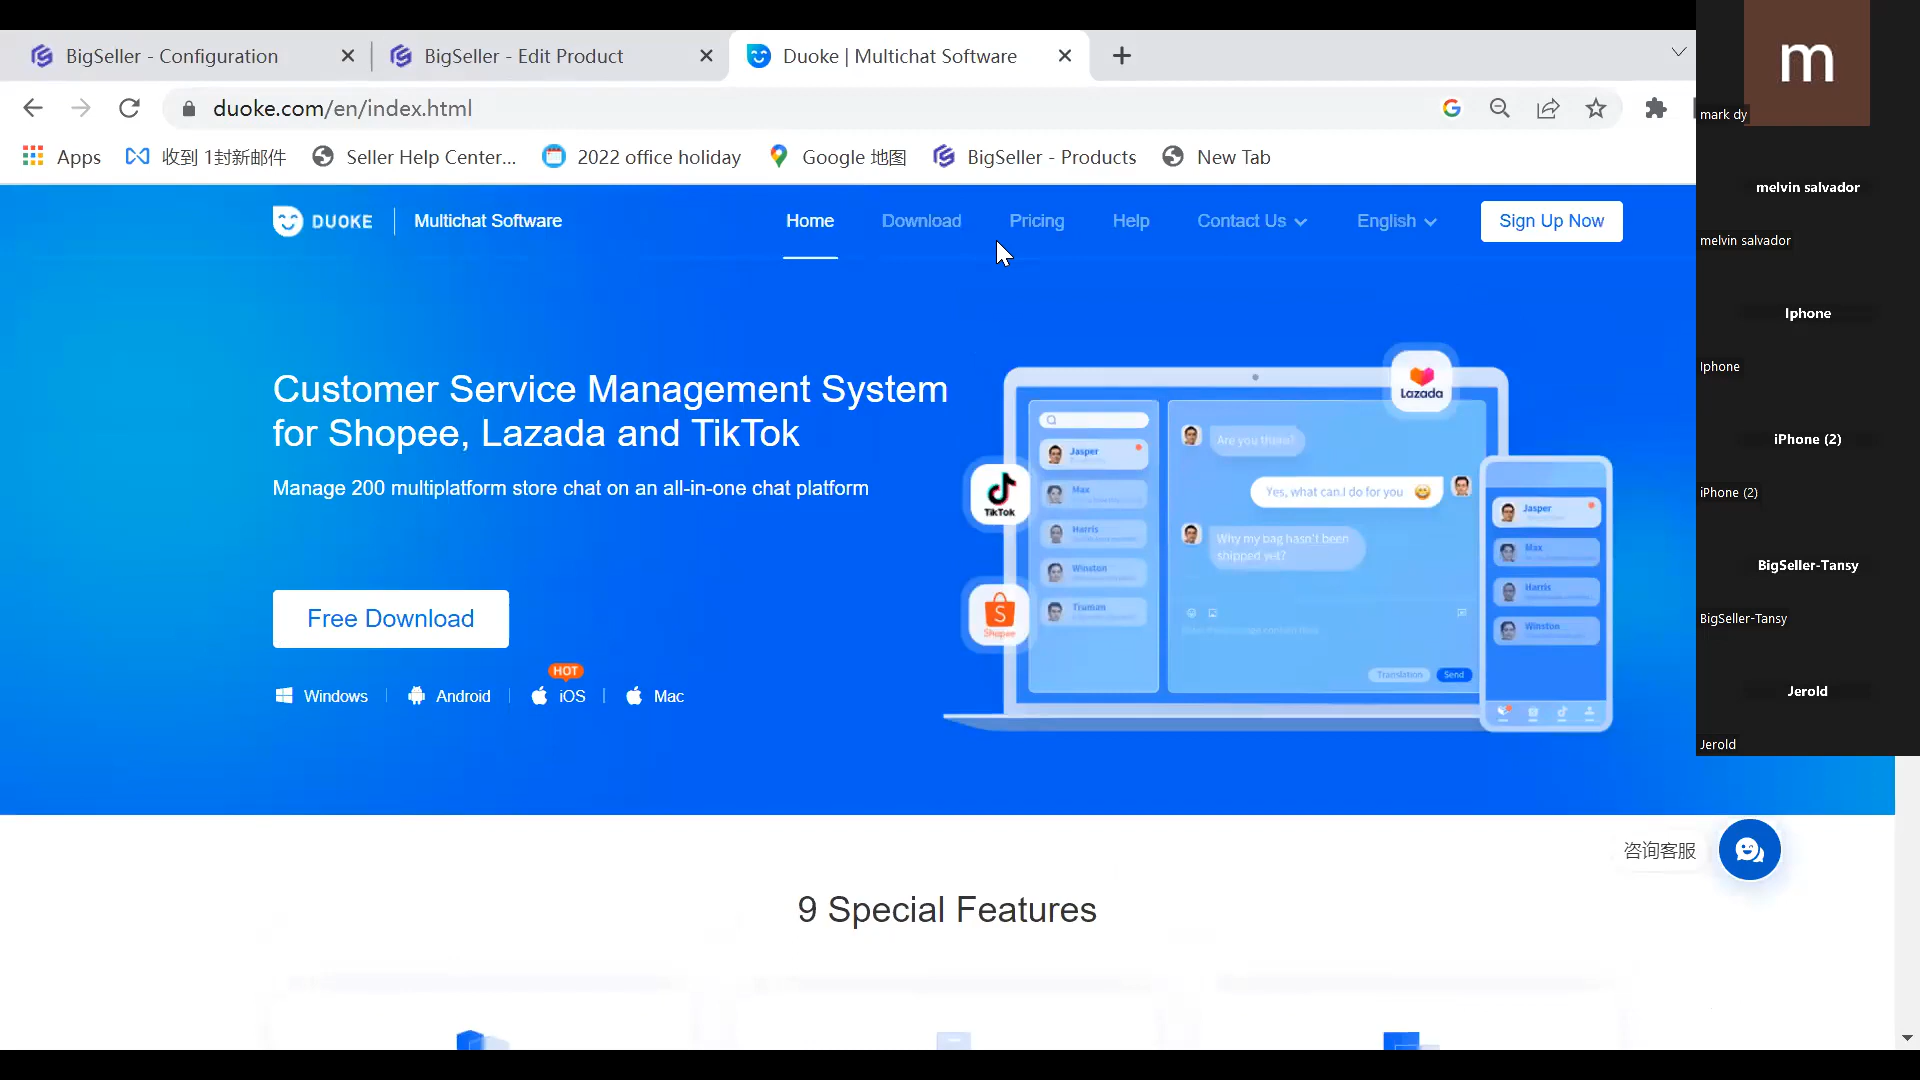 BigSeller - Configuration
BigSeller - Edit Product
Duoke | Multichat Software
duoke.com/en/index.html
Apps
收到 1封新邮件
Seller Help Center...
2022 office holiday
Google 地图
BigSeller - Products
New Tab
DUOKE
Multichat Software
Home
Download
Pricing
Help
Contact Us
English
Sign Up Now
Customer Service Management System
for Shopee, Lazada and TikTok
Manage 200 multiplatform store chat on an all-in-one chat platform
Free Download
HOT
Windows
Android
iOS
Mac
Lazada
TikTok
Shopee
Jasper
Max
Harris
Winston
Truman
Are you there?
Yes, what can I do for you
Why my bag hasn't been
shipped yet?
Translation
Send
Jasper
Max
Harris
Winston
9 Special Features
咨询客服
m
mark dy
melvin salvador
melvin salvador
Iphone
Iphone
iPhone (2)
iPhone (2)
BigSeller-Tansy
BigSeller-Tansy
Jerold
Jerold